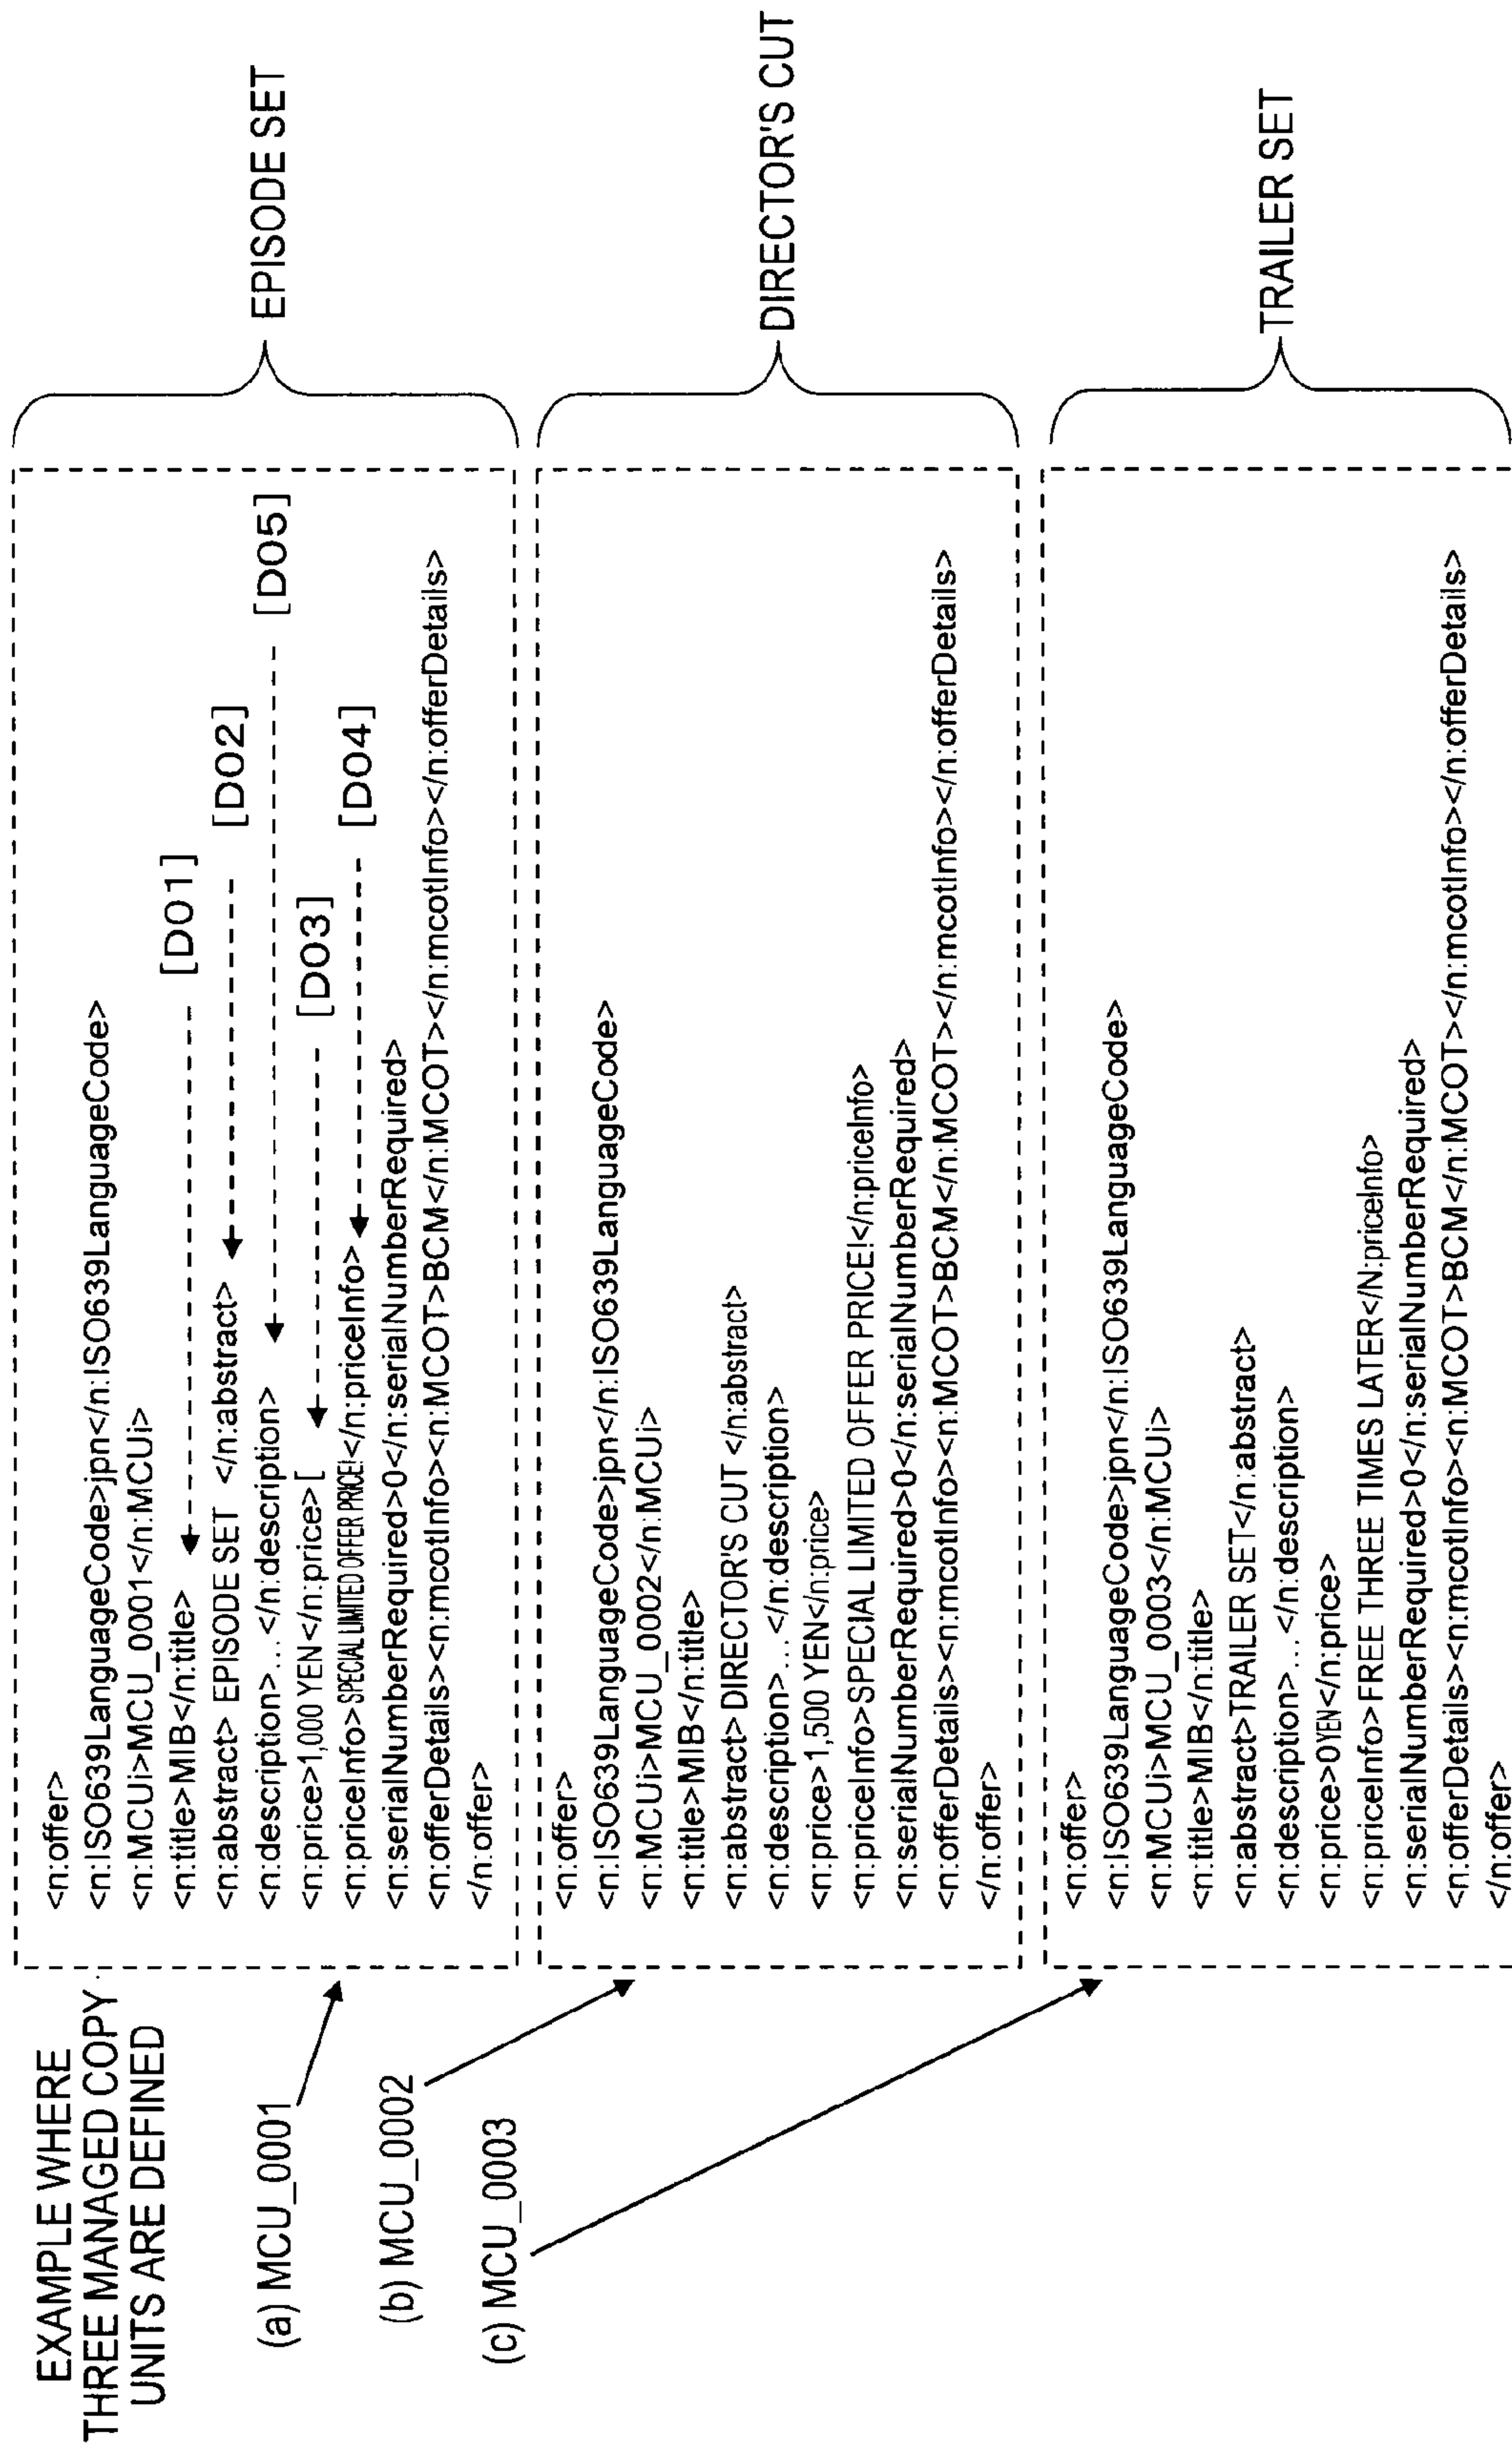 EXAMPLE WHERE
THREE MANAGED COPY
UNITS ARE DEFINED
(a) MCU_0001
<n:offer>
<n:ISO639LanguageCode>jpn</n:ISO639LanguageCode>
<n:MCUi>MCU_0001</n:MCUi>
<n:title>MIB</n:title> [D01]
<n:abstract> EPISODE SET </n:abstract> [D02]
<n:description>...</n:description> [D05]
<n:price>1,000 YEN</n:price>[ [D03]
<n:priceInfo>SPECIAL LIMITED OFFER PRICE!</n:priceInfo> [D04]
<n:serialNumberRequired>0</n:serialNumberRequired>
<n:offerDetails><n:mcotInfo><n:MCOT>BCM</n:MCOT></n:mcotInfo></n:offerDetails>
</n:offer>
EPISODE SET
(b) MCU_0002
<n:offer>
<n:ISO639LanguageCode>jpn</n:ISO639LanguageCode>
<n:MCUi>MCU_0002</n:MCUi>
<n:title>MIB</n:title>
<n:abstract>DIRECTOR'S CUT </n:abstract>
<n:description>...</n:description>
<n:price>1,500 YEN</n:price>
<n:priceInfo>SPECIAL LIMITED OFFER PRICE!</n:priceInfo>
<n:serialNumberRequired>0</n:serialNumberRequired>
<n:offerDetails><n:mcotInfo><n:MCOT>BCM</n:MCOT></n:mcotInfo></n:offerDetails>
</n:offer>
DIRECTOR'S CUT
(c) MCU_0003
<n:offer>
<n:ISO639LanguageCode>jpn</n:ISO639LanguageCode>
<n:MCUi>MCU_0003</n:MCUi>
<n:title>MIB</n:title>
<n:abstract>TRAILER SET</n:abstract>
<n:description>...</n:description>
<n:price>0YEN</n:price>
<n:priceInfo>FREE THREE TIMES LATER</N:priceInfo>
<n:serialNumberRequired>0</n:serialNumberRequired>
<n:offerDetails><n:mcotInfo><n:MCOT>BCM</n:MCOT></n:mcotInfo></n:offerDetails>
</n:offer>
TRAILER SET